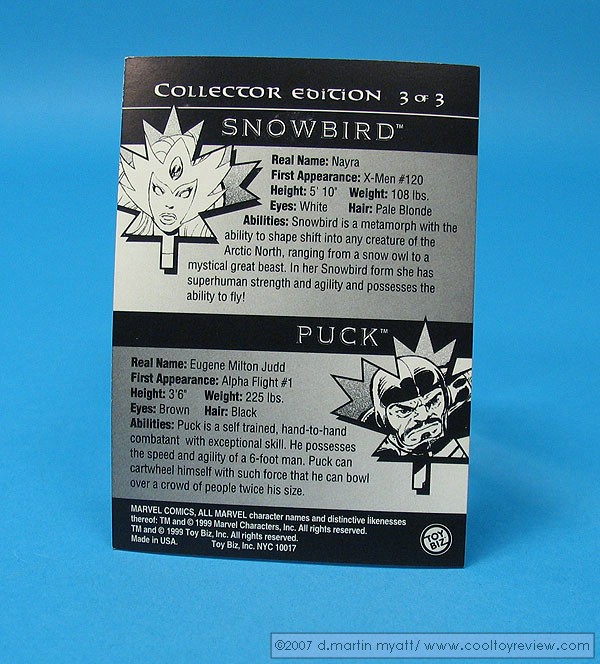 Collector Edition 3 of 3
SNOWBIRD™
Real Name: Nayra
First Appearance: X-Men #120
Height: 5' 10" Weight: 108 lbs.
Eyes: White Hair: Pale Blonde
Abilities: Snowbird is a metamorph with the
ability to shape shift into any creature of the
Arctic North, ranging from a snow owl to a
mystical great beast. In her Snowbird form she has
superhuman strength and agility and possesses the
ability to fly!
PUCK™
Real Name: Eugene Milton Judd
First Appearance: Alpha Flight #1
Height: 3'6" Weight: 225 lbs.
Eyes: Brown Hair: Black
Abilities: Puck is a self trained, hand-to-hand
combatant with exceptional skill. He possesses
the speed and agility of a 6-foot man. Puck can
cartwheel himself with such force that he can bowl
over a crowd of people twice his size.
MARVEL COMICS, ALL MARVEL character names and distinctive likenesses
thereof: TM and © 1999 Marvel Characters, Inc. All rights reserved.
TM and © 1999 Toy Biz, Inc. All rights reserved.
Made in USA. Toy Biz, Inc. NYC 10017
TOY
BIZ
©2007 d.martin myatt/ www.cooltoyreview.com